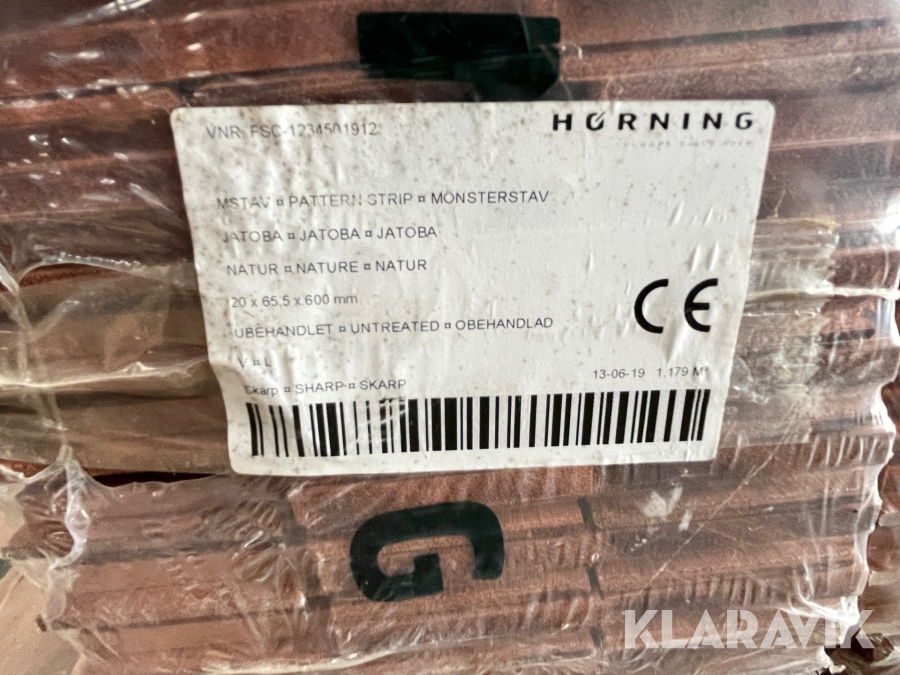 VNR: FSC-1234501912
HØRNING
MSTAV ¤ PATTERN STRIP ¤ MÖNSTERSTAV
JATOBA ¤ JATOBA ¤ JATOBA
NATUR ¤ NATURE ¤ NATUR
20 x 65,5 x 600 mm
UBEHANDLET ¤ UNTREATED ¤ OBEHANDLAD
V ¤ L
Skarp ¤ SHARP ¤ SKARP
13-06-19 1,179 M²
CE
G
KLARAVIK